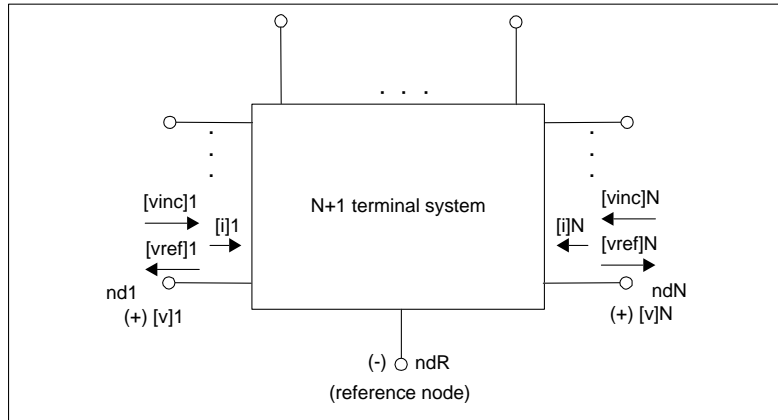 . . .
.
.
.
.
.
.
N+1 terminal system
[vinc]1
[i]1
[vref]1
nd1
(+) [v]1
[vinc]N
[i]N
[vref]N
ndN
(+) [v]N
(-) ndR
(reference node)